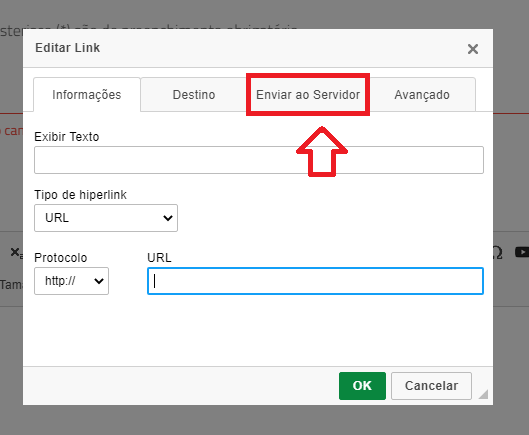 Editar Link
Informações Destino Enviar ao Servidor Avançado
Exibir Texto
Tipo de hiperlink
URL
Protocolo URL
http://
Tama
OK Cancelar